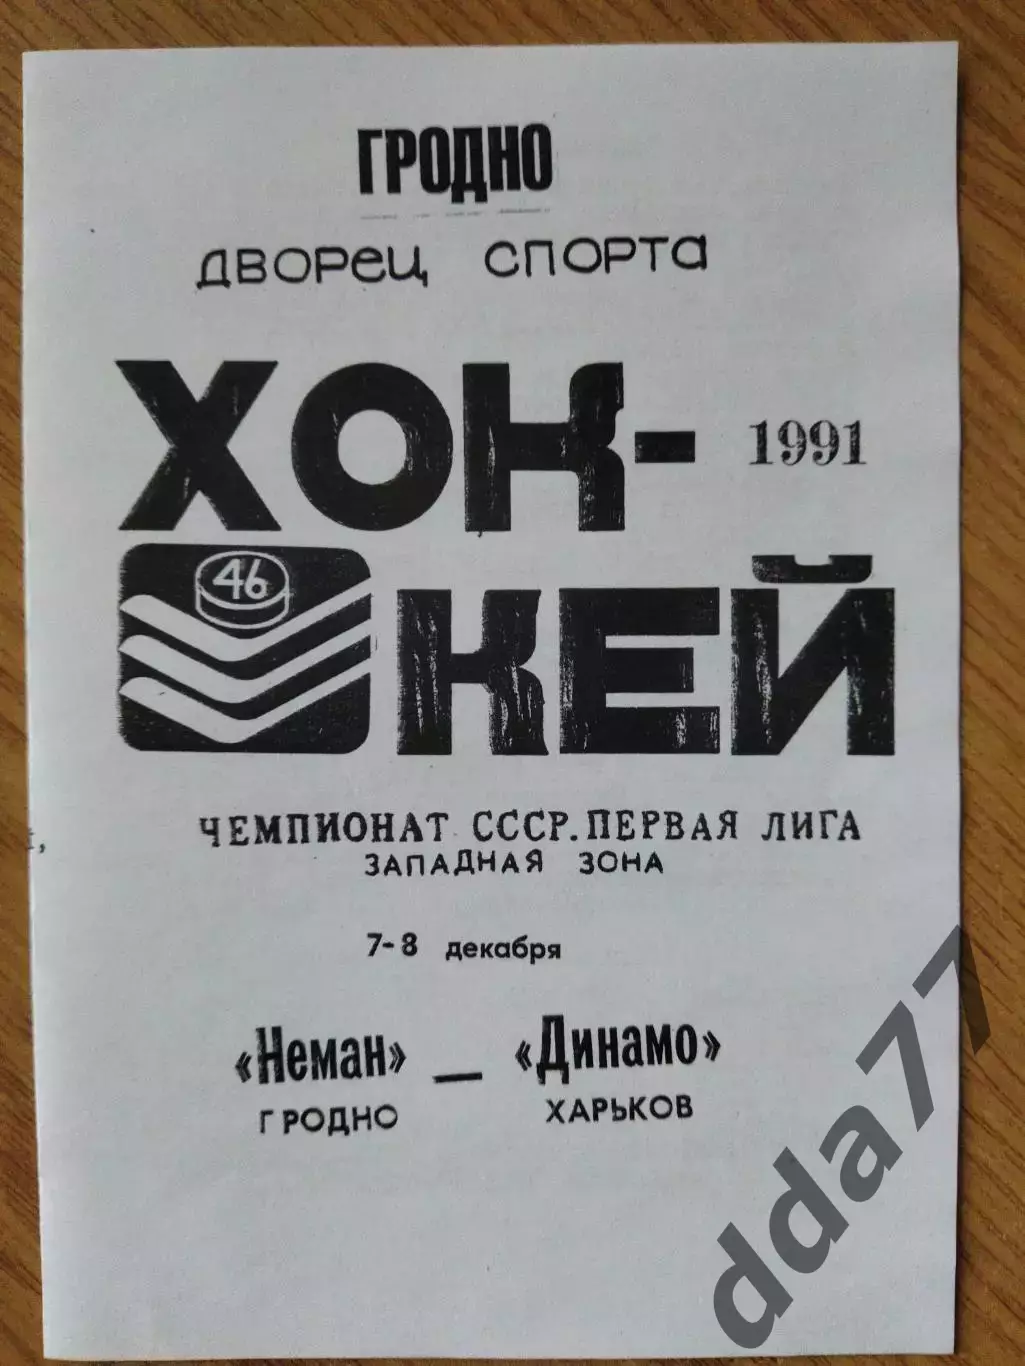 ГРОДНО
ДВОРЕЦ СПОРТА
ХОК-
1991
46
КЕЙ
ЧЕМПИОНАТ СССР. ПЕРВАЯ ЛИГА
ЗАПАДНАЯ ЗОНА
7-8 декабря
«Неман» — «Динамо»
ГРОДНО ХАРЬКОВ
dda77